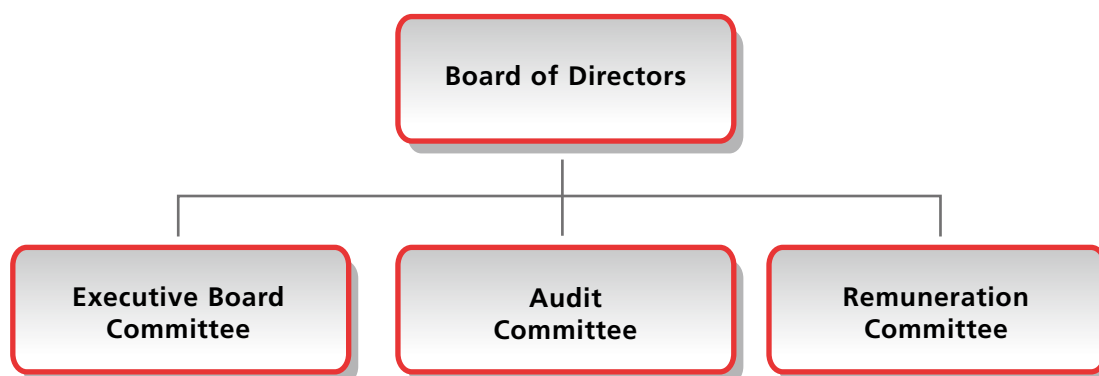 Board of Directors
Executive Board
Committee
Audit
Committee
Remuneration
Committee